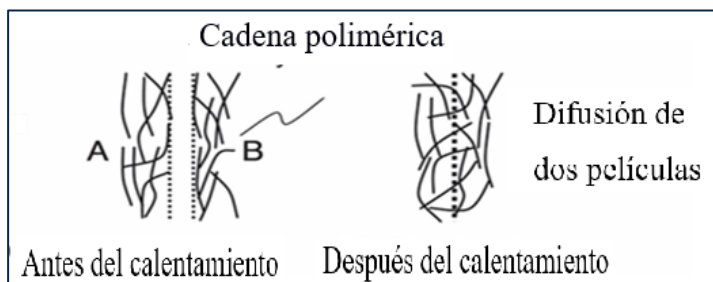 Cadena polimérica
A
B
Difusión de
dos películas
Antes del calentamiento
Después del calentamiento